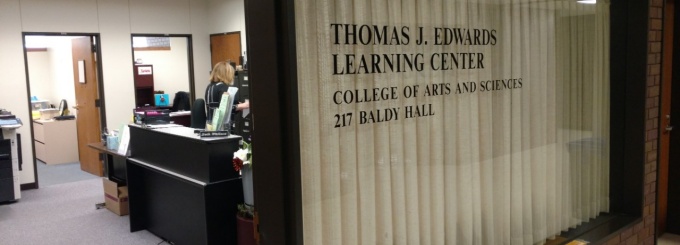 THOMAS J. EDWARDS
LEARNING CENTER
COLLEGE OF ARTS AND SCIENCES
217 BALDY HALL